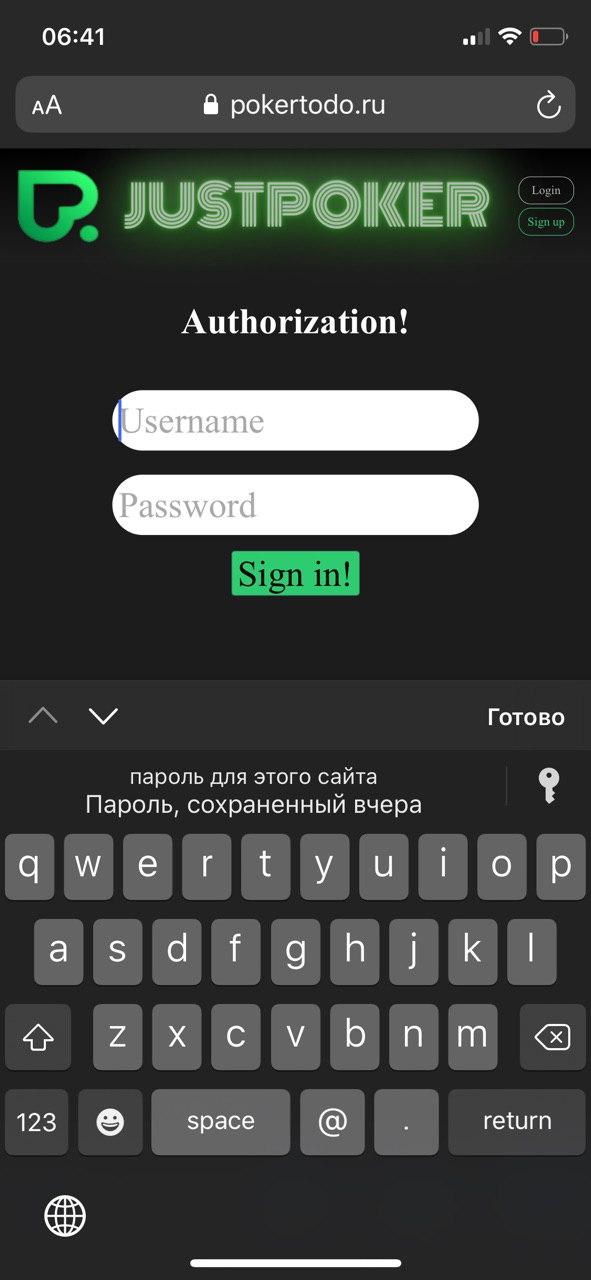 06:41
AA
pokertodo.ru
JUSTPOKER
Login
Sign up
Authorization!
Username
Password
Sign in!
Готово
пароль для этого сайта
Пароль, сохраненный вчера
q w e r t y u i o p
a s d f g h j k l
z x c v b n m
123 space @ . return